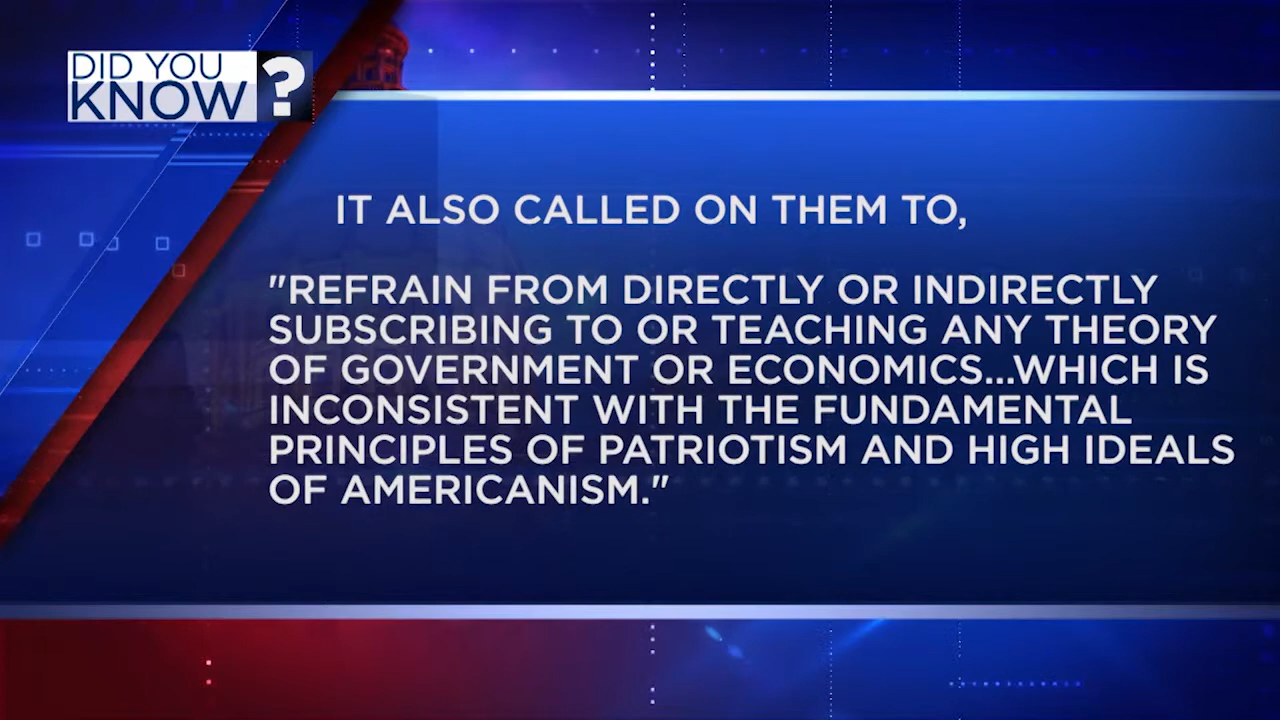 DID YOU
KNOW ?
IT ALSO CALLED ON THEM TO,
"REFRAIN FROM DIRECTLY OR INDIRECTLY
SUBSCRIBING TO OR TEACHING ANY THEORY
OF GOVERNMENT OR ECONOMICS...WHICH IS
INCONSISTENT WITH THE FUNDAMENTAL
PRINCIPLES OF PATRIOTISM AND HIGH IDEALS
OF AMERICANISM."